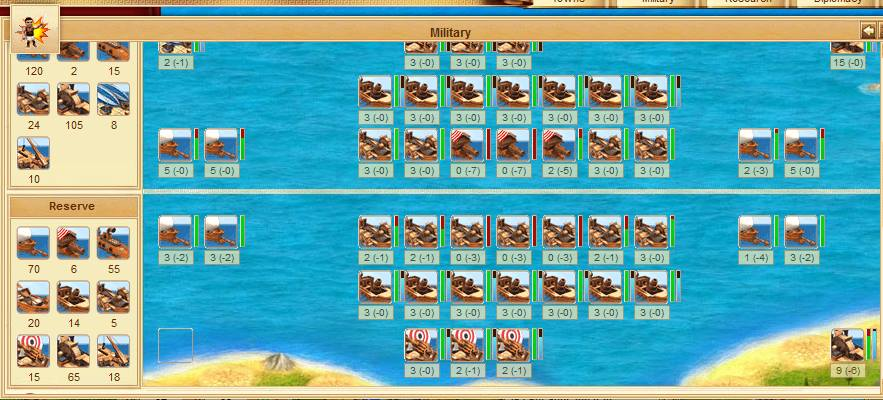 Towns Military Research Diplomacy
Military
120 2 15
2 (-1) 3 (-0) 3 (-0) 3 (-0) 15 (-0)
24 105 8
3 (-0) 3 (-0) 3 (-0) 3 (-0) 3 (-0) 3 (-0) 3 (-0)
10
5 (-0) 5 (-0) 3 (-0) 3 (-0) 0 (-7) 0 (-7) 2 (-5) 3 (-0) 3 (-0) 2 (-3) 5 (-0)
Reserve
70 6 55
3 (-2) 3 (-2) 2 (-1) 2 (-1) 0 (-3) 0 (-3) 0 (-3) 2 (-1) 3 (-0) 1 (-4) 3 (-2)
20 14 5
3 (-0) 3 (-0) 3 (-0) 3 (-0) 3 (-0) 3 (-0) 3 (-0)
15 65 18
3 (-0) 2 (-1) 2 (-1) 9 (-6)